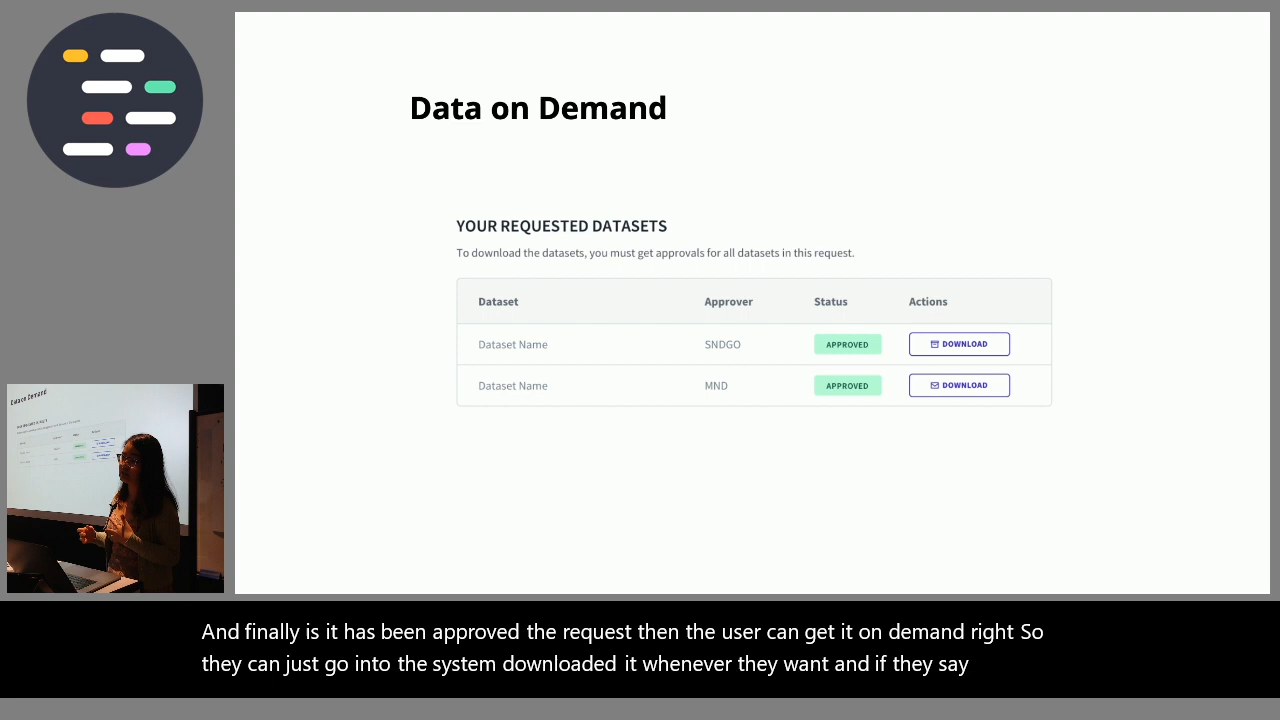 Data on Demand
YOUR REQUESTED DATASETS
To download the datasets, you must get approvals for all datasets in this request.
Dataset Approver Status Actions
Dataset Name SNDGO APPROVED DOWNLOAD
Dataset Name MND APPROVED DOWNLOAD
Data on Demand
And finally is it has been approved the request then the user can get it on demand right So
they can just go into the system downloaded it whenever they want and if they say